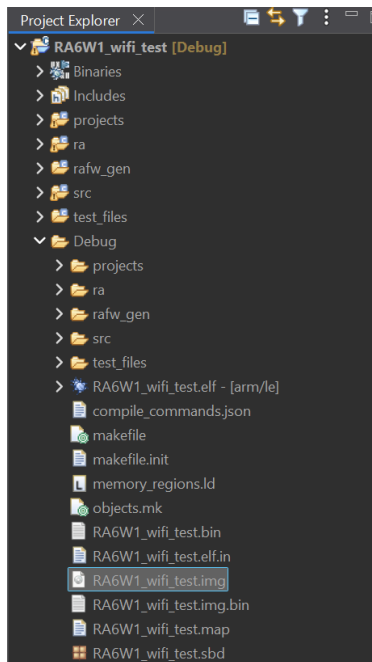 Project Explorer
RA6W1_wifi_test [Debug]
Binaries
Includes
projects
ra
rafw_gen
src
test_files
Debug
projects
ra
rafw_gen
src
test_files
RA6W1_wifi_test.elf - [arm/le]
compile_commands.json
makefile
makefile.init
memory_regions.ld
objects.mk
RA6W1_wifi_test.bin
RA6W1_wifi_test.elf.in
RA6W1_wifi_test.img
RA6W1_wifi_test.img.bin
RA6W1_wifi_test.map
RA6W1_wifi_test.sbd